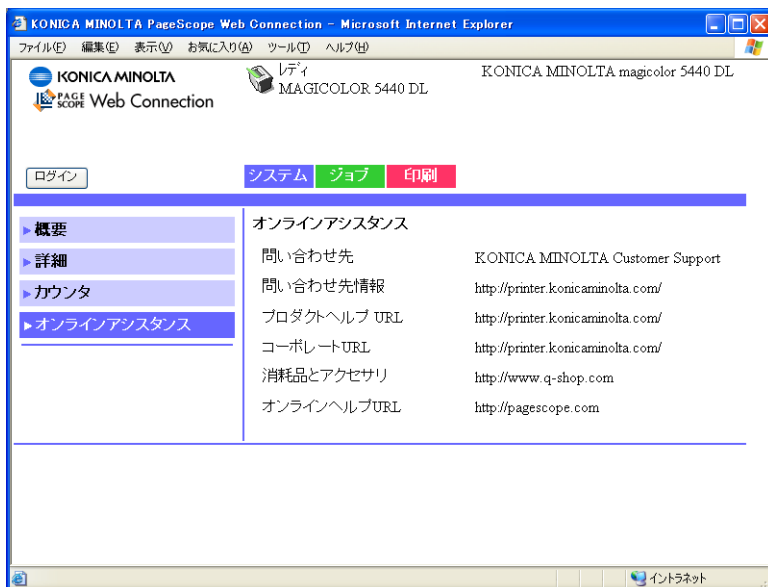 KONICA MINOLTA PageScope Web Connection - Microsoft Internet Explorer
ファイル(F) 編集(E) 表示(V) お気に入り(A) ツール(T) ヘルプ(H)
KONICA MINOLTA
PAGE SCOPE Web Connection
レディ
MAGICOLOR 5440 DL
KONICA MINOLTA magicolor 5440 DL
ログイン
システム ジョブ 印刷
概要
詳細
カウンタ
オンラインアシスタンス
オンラインアシスタンス
問い合わせ先 KONICA MINOLTA Customer Support
問い合わせ先情報 http://printer.konicaminolta.com/
プロダクトヘルプ URL http://printer.konicaminolta.com/
コーポレートURL http://printer.konicaminolta.com/
消耗品とアクセサリ http://www.q-shop.com
オンラインヘルプURL http://pagescope.com
イントラネット